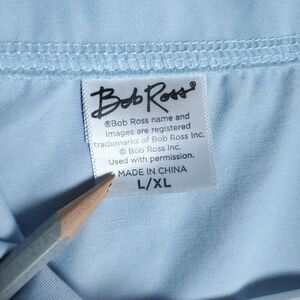 Bob Ross®
®Bob Ross name and
Images are registered
trademarks of Bob Ross Inc.
© Bob Ross Inc.
Used with permission.
MADE IN CHINA
L/XL